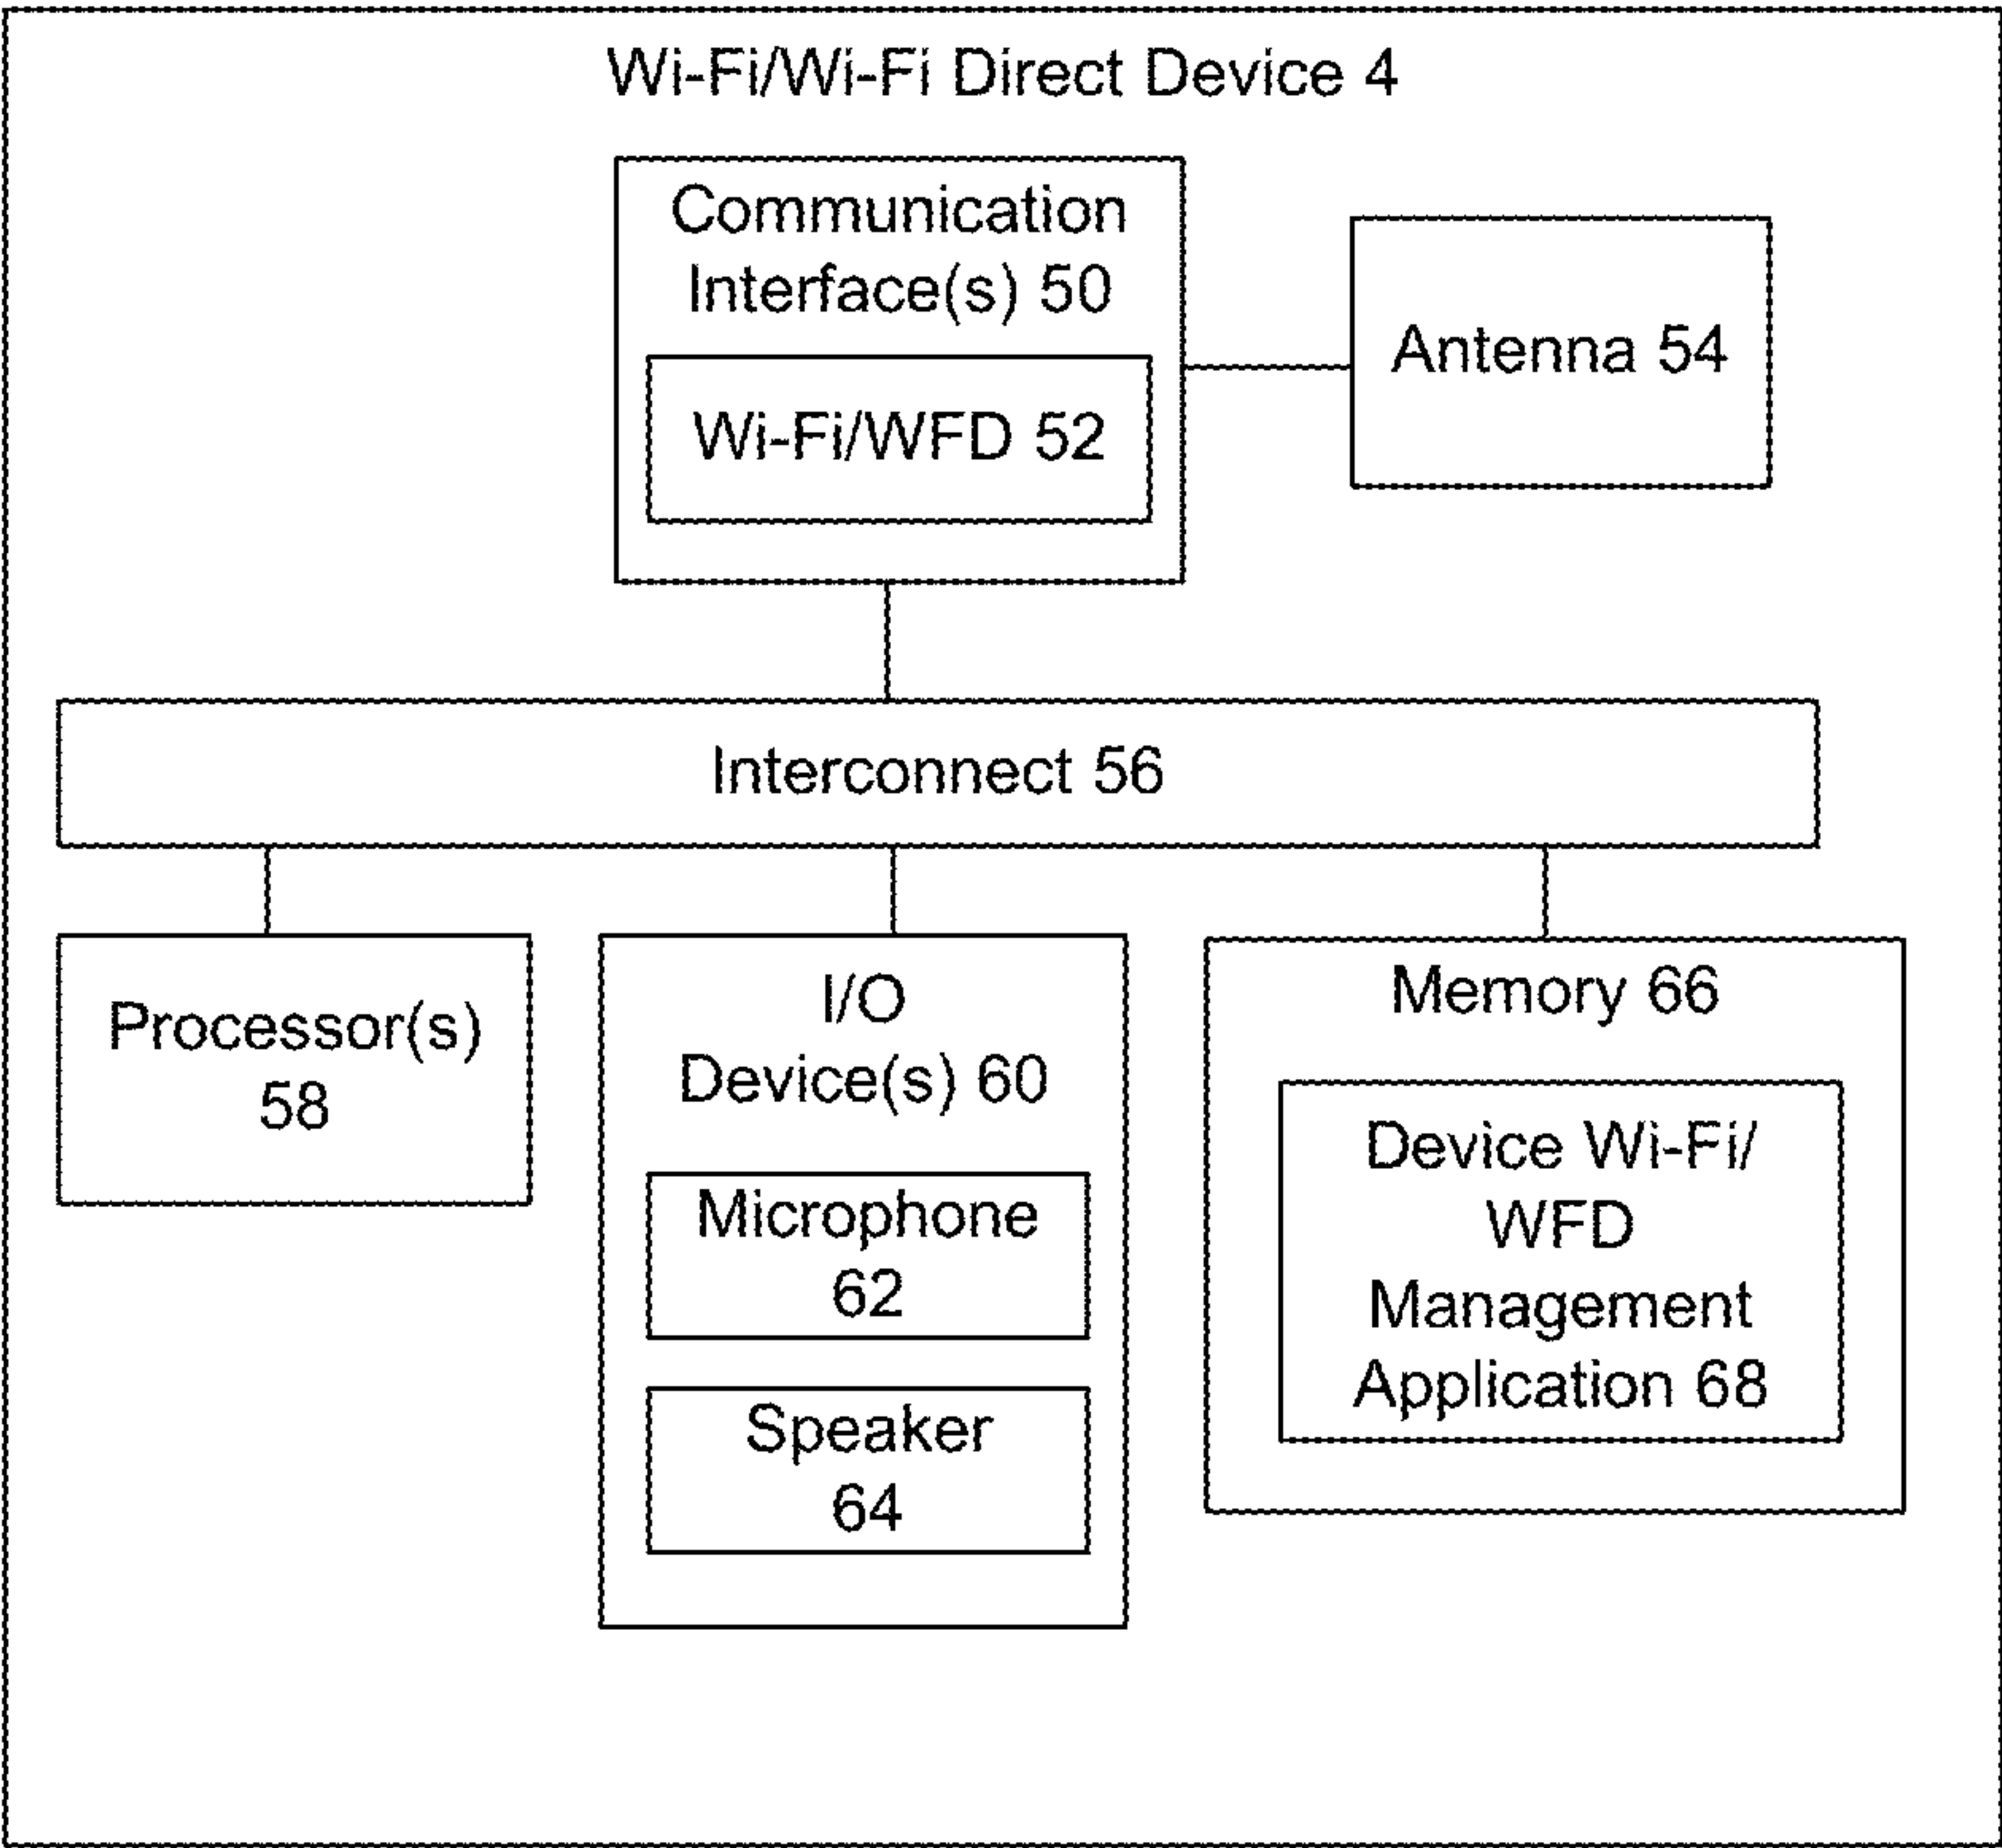 Wi-Fi/Wi-Fi Direct Device 4
Communication
Interface(s) 50
Wi-Fi/WFD 52
Antenna 54
Interconnect 56
Processor(s)
58
I/O
Device(s) 60
Microphone
62
Speaker
64
Memory 66
Device Wi-Fi/
WFD
Management
Application 68